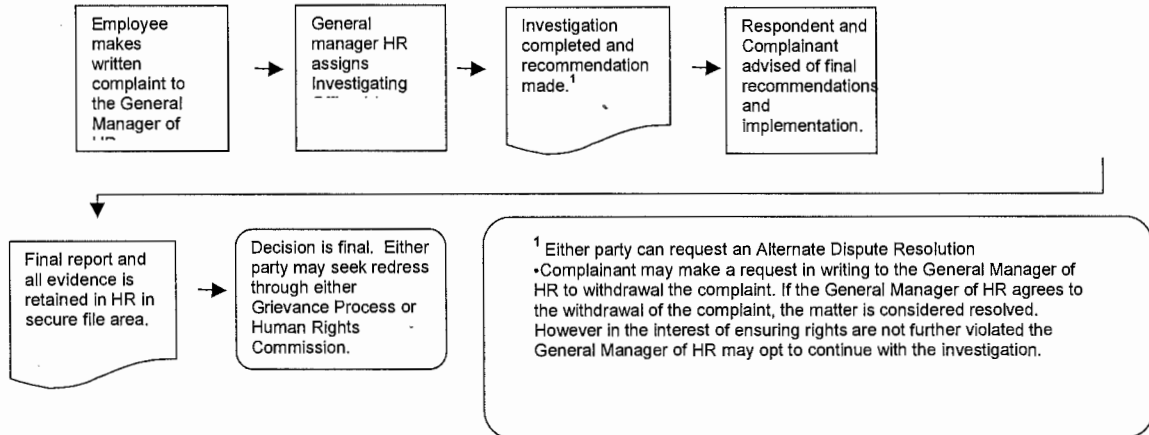 Employee
makes
written
complaint to
the General
Manager of
General
manager HR
assigns
Investigating
Investigation
completed and
recommendation
made.¹
Respondent and
Complainant
advised of final
recommendations
and
implementation.
Final report and
all evidence is
retained in HR in
secure file area.
Decision is final. Either
party may seek redress
through either
Grievance Process or
Human Rights
Commission.
¹ Either party can request an Alternate Dispute Resolution
•Complainant may make a request in writing to the General Manager of
HR to withdrawal the complaint. If the General Manager of HR agrees to
the withdrawal of the complaint, the matter is considered resolved.
However in the interest of ensuring rights are not further violated the
General Manager of HR may opt to continue with the investigation.